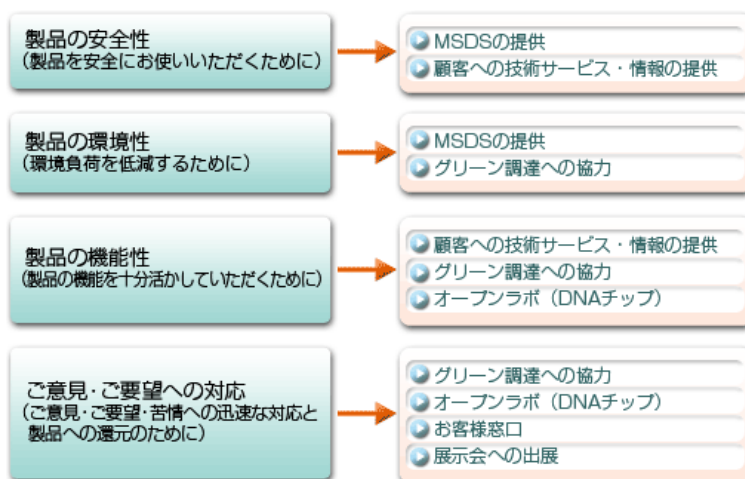 製品の安全性
(製品を安全にお使いいただくために)
MSDSの提供
顧客への技術サービス・情報の提供
製品の環境性
(環境負荷を低減するために)
MSDSの提供
グリーン調達への協力
製品の機能性
(製品の機能を十分活かしていただくために)
顧客への技術サービス・情報の提供
グリーン調達への協力
オープンラボ(DNAチップ)
ご意見・ご要望への対応
(ご意見・ご要望・苦情への迅速な対応と
製品への還元のために)
グリーン調達への協力
オープンラボ(DNAチップ)
お客様窓口
展示会への出展